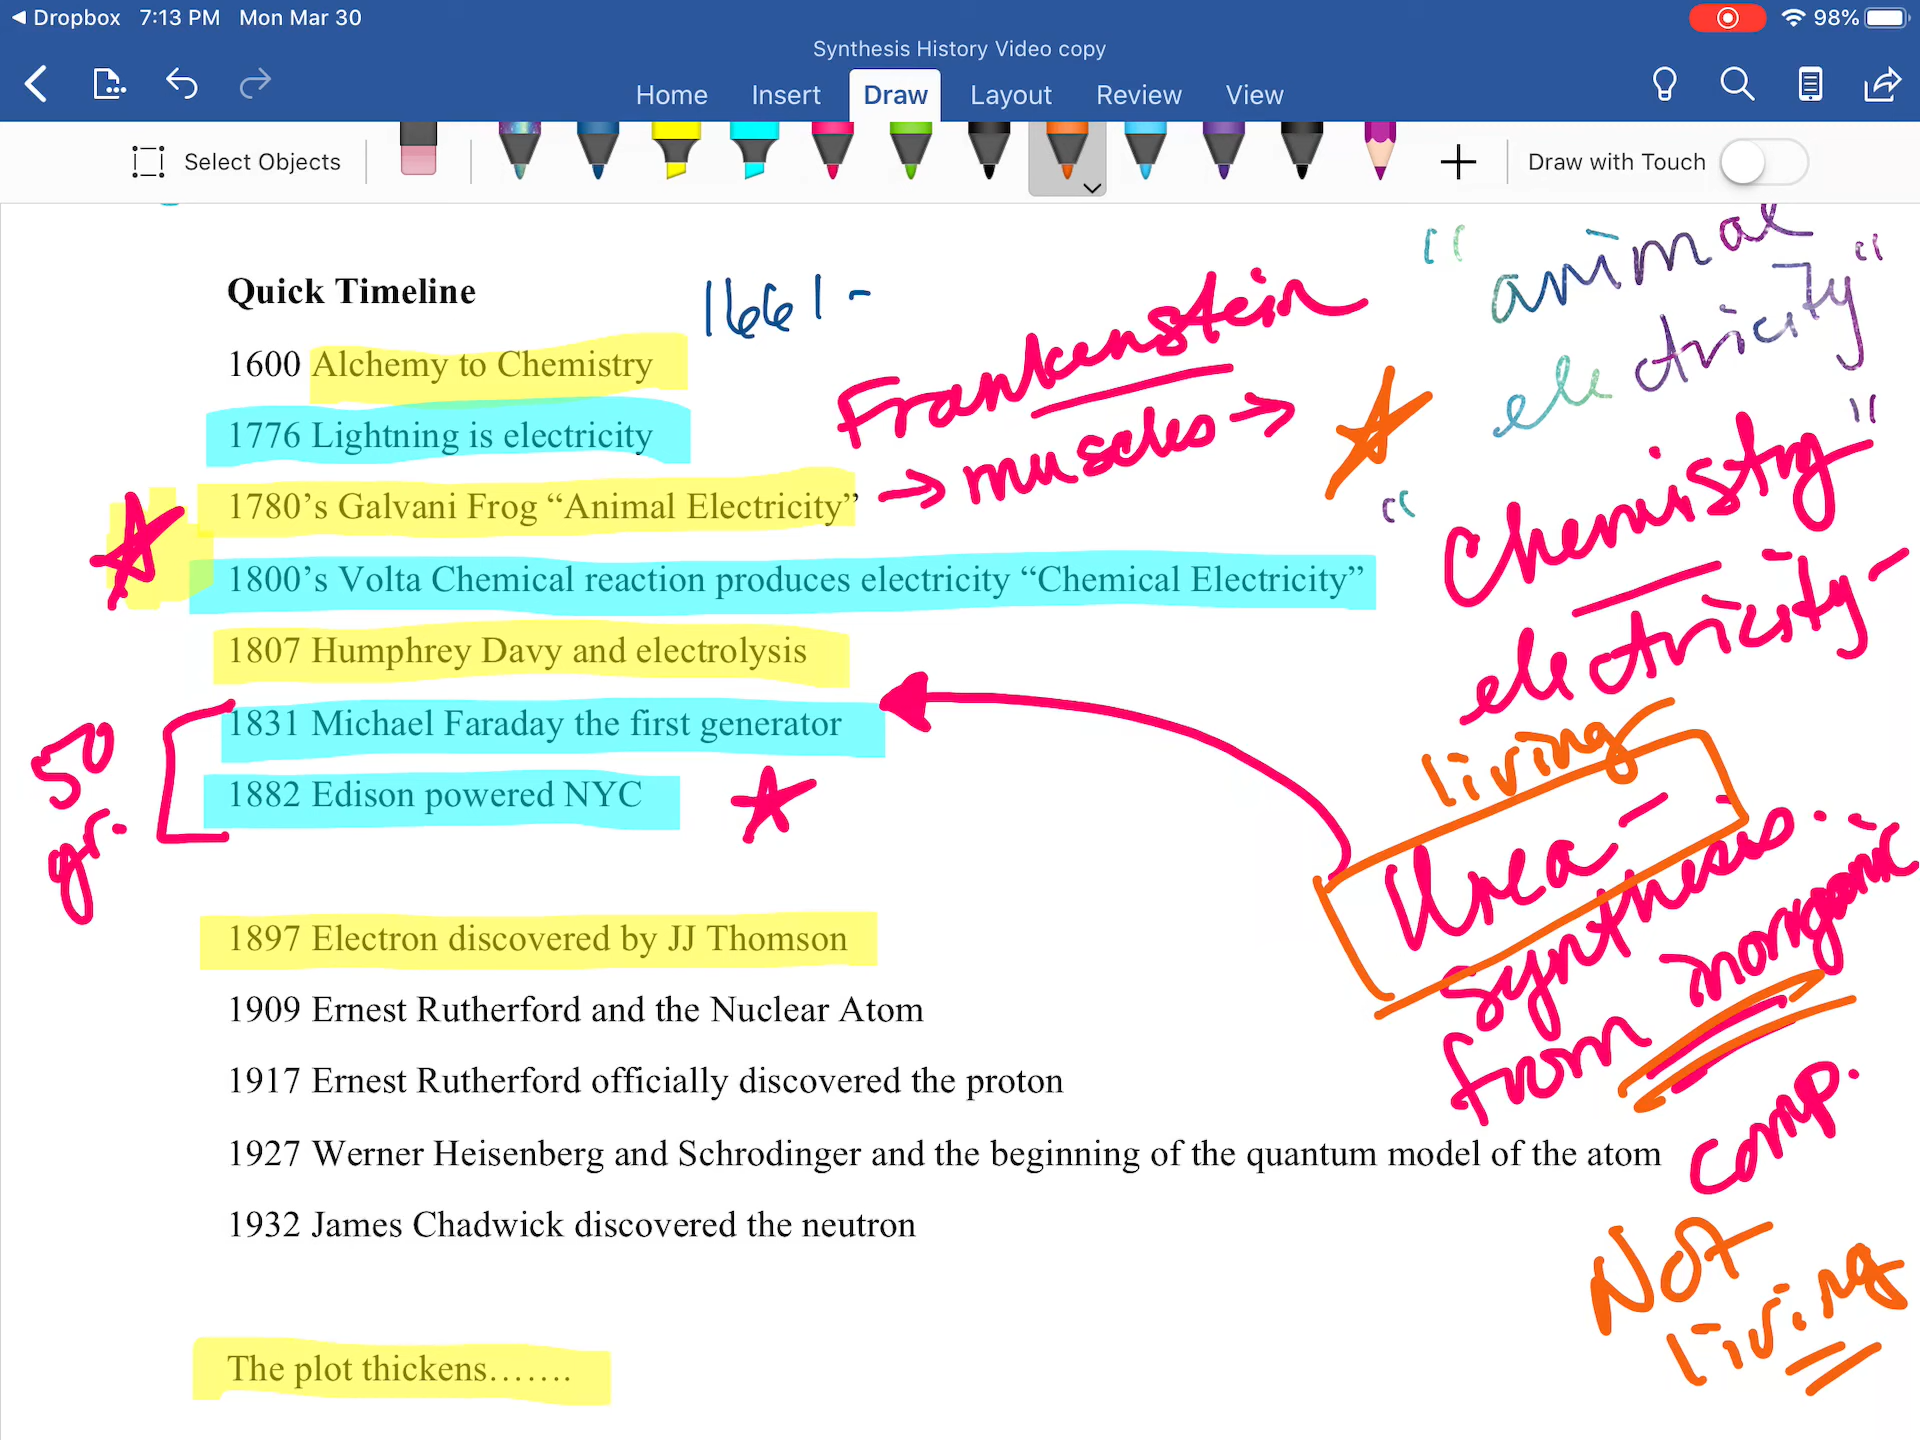 Dropbox 7:13 PM Mon Mar 30 98%
Synthesis History Video copy
Home Insert Draw Layout Review View
Select Objects Draw with Touch
Quick Timeline
1661 -
1600 Alchemy to Chemistry
1776 Lightning is electricity
1780's Galvani Frog “Animal Electricity”
1800's Volta Chemical reaction produces electricity “Chemical Electricity”
1807 Humphrey Davy and electrolysis
1831 Michael Faraday the first generator
1882 Edison powered NYC
50
yr.
1897 Electron discovered by JJ Thomson
1909 Ernest Rutherford and the Nuclear Atom
1917 Ernest Rutherford officially discovered the proton
1927 Werner Heisenberg and Schrodinger and the beginning of the quantum model of the atom
1932 James Chadwick discovered the neutron
The plot thickens…….
Frankenstein
→ muscles →
"animal
electricity"
"Chemistry"
electricity -
living
Urea -
synthesis
from inorganic
comp.
Not
living